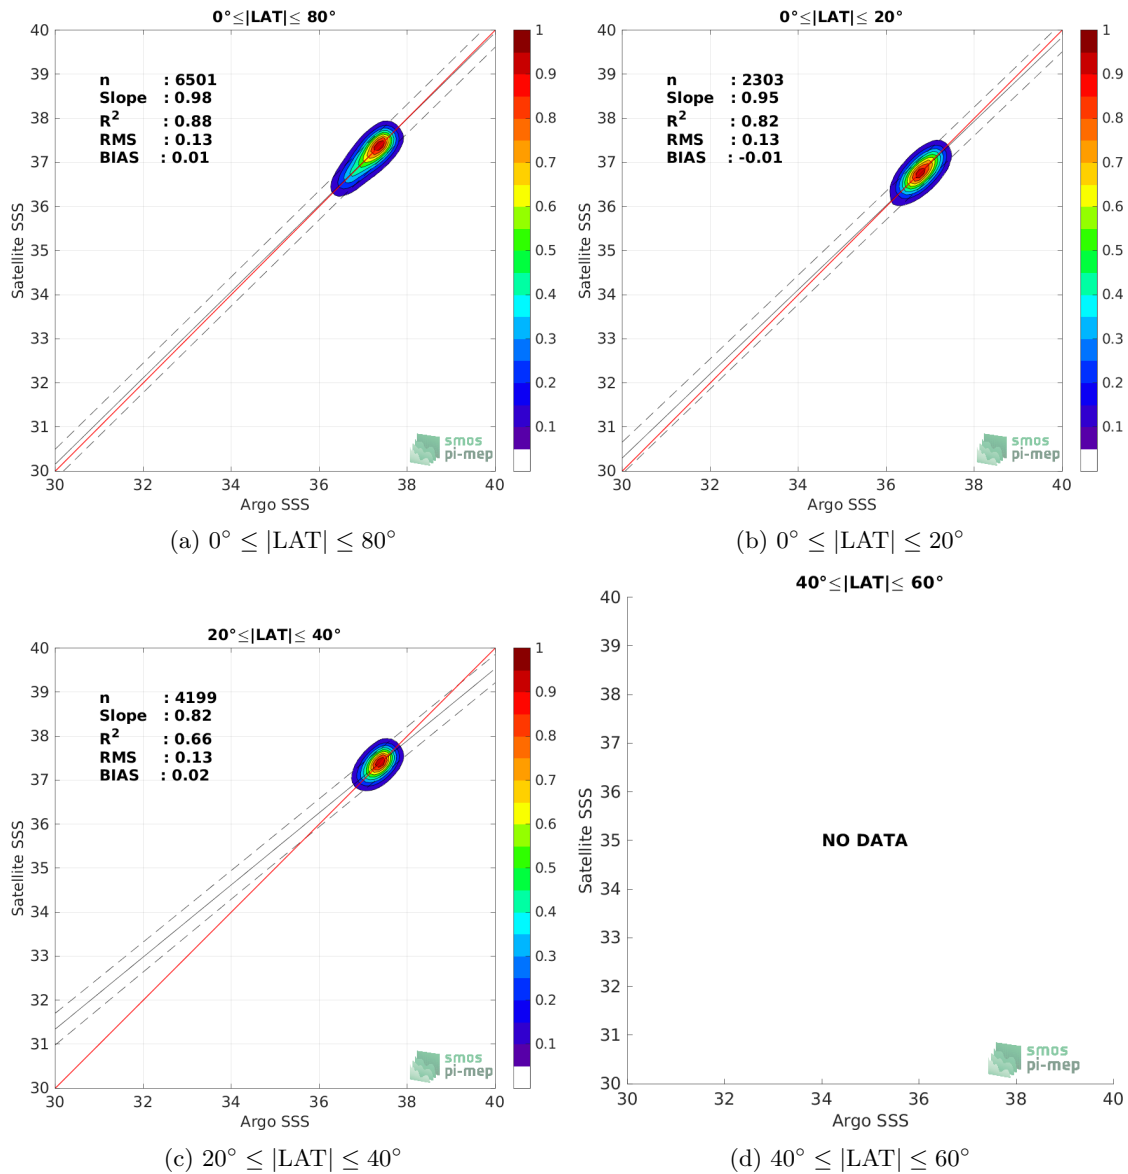 0°≤|LAT|≤ 80°
40
39
38
37
36
35
34
33
32
31
30
Satellite SSS
n : 6501
Slope : 0.98
R² : 0.88
RMS : 0.13
BIAS : 0.01
smos
pi-mep
30 32 34 36 38 40
Argo SSS
1
0.9
0.8
0.7
0.6
0.5
0.4
0.3
0.2
0.1
(a) 0° ≤ |LAT| ≤ 80°
0°≤|LAT|≤ 20°
40
39
38
37
36
35
34
33
32
31
30
Satellite SSS
n : 2303
Slope : 0.95
R² : 0.82
RMS : 0.13
BIAS : -0.01
smos
pi-mep
30 32 34 36 38 40
Argo SSS
1
0.9
0.8
0.7
0.6
0.5
0.4
0.3
0.2
0.1
(b) 0° ≤ |LAT| ≤ 20°
20°≤|LAT|≤ 40°
40
39
38
37
36
35
34
33
32
31
30
Satellite SSS
n : 4199
Slope : 0.82
R² : 0.66
RMS : 0.13
BIAS : 0.02
smos
pi-mep
30 32 34 36 38 40
Argo SSS
1
0.9
0.8
0.7
0.6
0.5
0.4
0.3
0.2
0.1
(c) 20° ≤ |LAT| ≤ 40°
40°≤|LAT|≤ 60°
40
39
38
37
36
35
34
33
32
31
30
Satellite SSS
NO DATA
smos
pi-mep
30 32 34 36 38 40
Argo SSS
(d) 40° ≤ |LAT| ≤ 60°